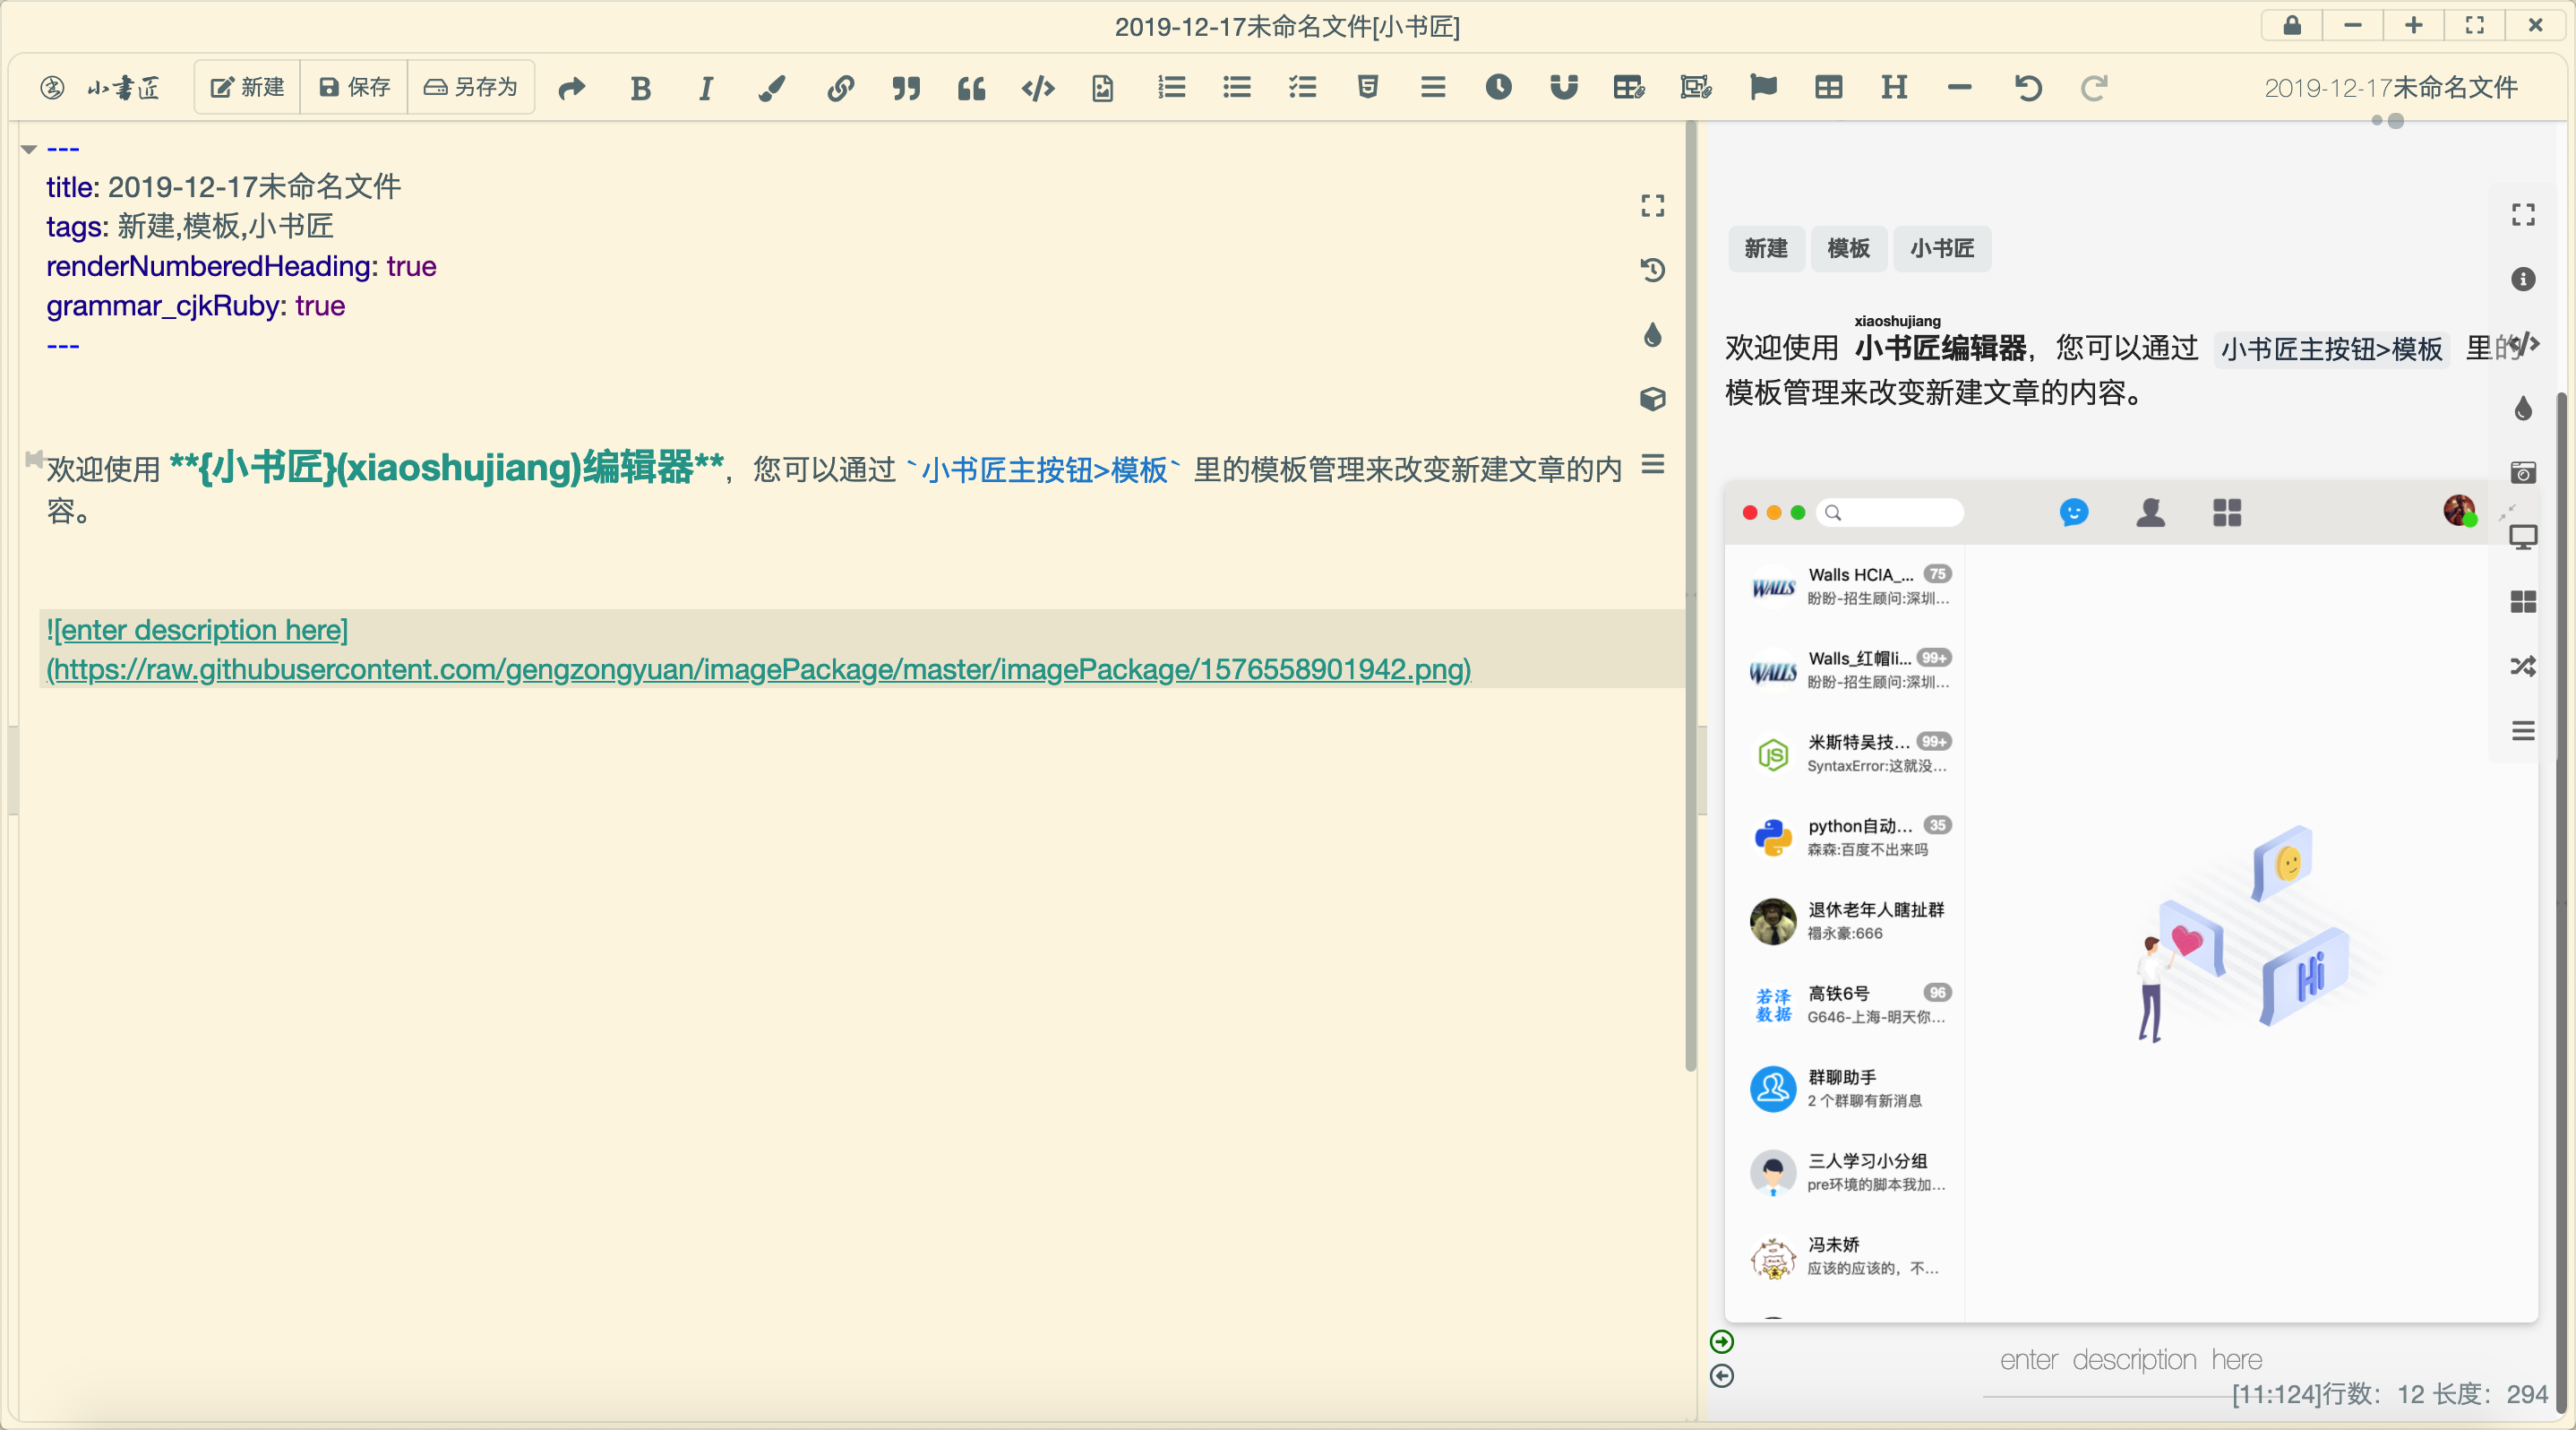 2019-12-17未命名文件[小书匠]
小書匠 新建 保存 另存为 2019-12-17未命名文件
---
title: 2019-12-17未命名文件
tags: 新建,模板,小书匠
renderNumberedHeading: true
grammar_cjkRuby: true
---
欢迎使用 **{小书匠}(xiaoshujiang)编辑器**，您可以通过 `小书匠主按钮>模板` 里的模板管理来改变新建文章的内
容。
![enter description here]
(https://raw.githubusercontent.com/gengzongyuan/imagePackage/master/imagePackage/1576558901942.png)
新建 模板 小书匠
xiaoshujiang
欢迎使用 小书匠编辑器，您可以通过 小书匠主按钮>模板 里的
模板管理来改变新建文章的内容。
Walls HCIA_... 75
盼盼-招生顾问:深圳...
Walls_红帽li... 99+
盼盼-招生顾问:深圳...
米斯特吴技... 99+
SyntaxError:这就没...
python自动... 35
森森:百度不出来吗
退休老年人瞎扯群
禤永豪:666
若泽
数据
高铁6号 96
G646-上海-明天你...
群聊助手
2 个群聊有新消息
三人学习小分组
pre环境的脚本我加...
冯未娇
应该的应该的，不...
WALLS
WALLS
JS
Hi
enter description here
[11:124]行数：12 长度：294